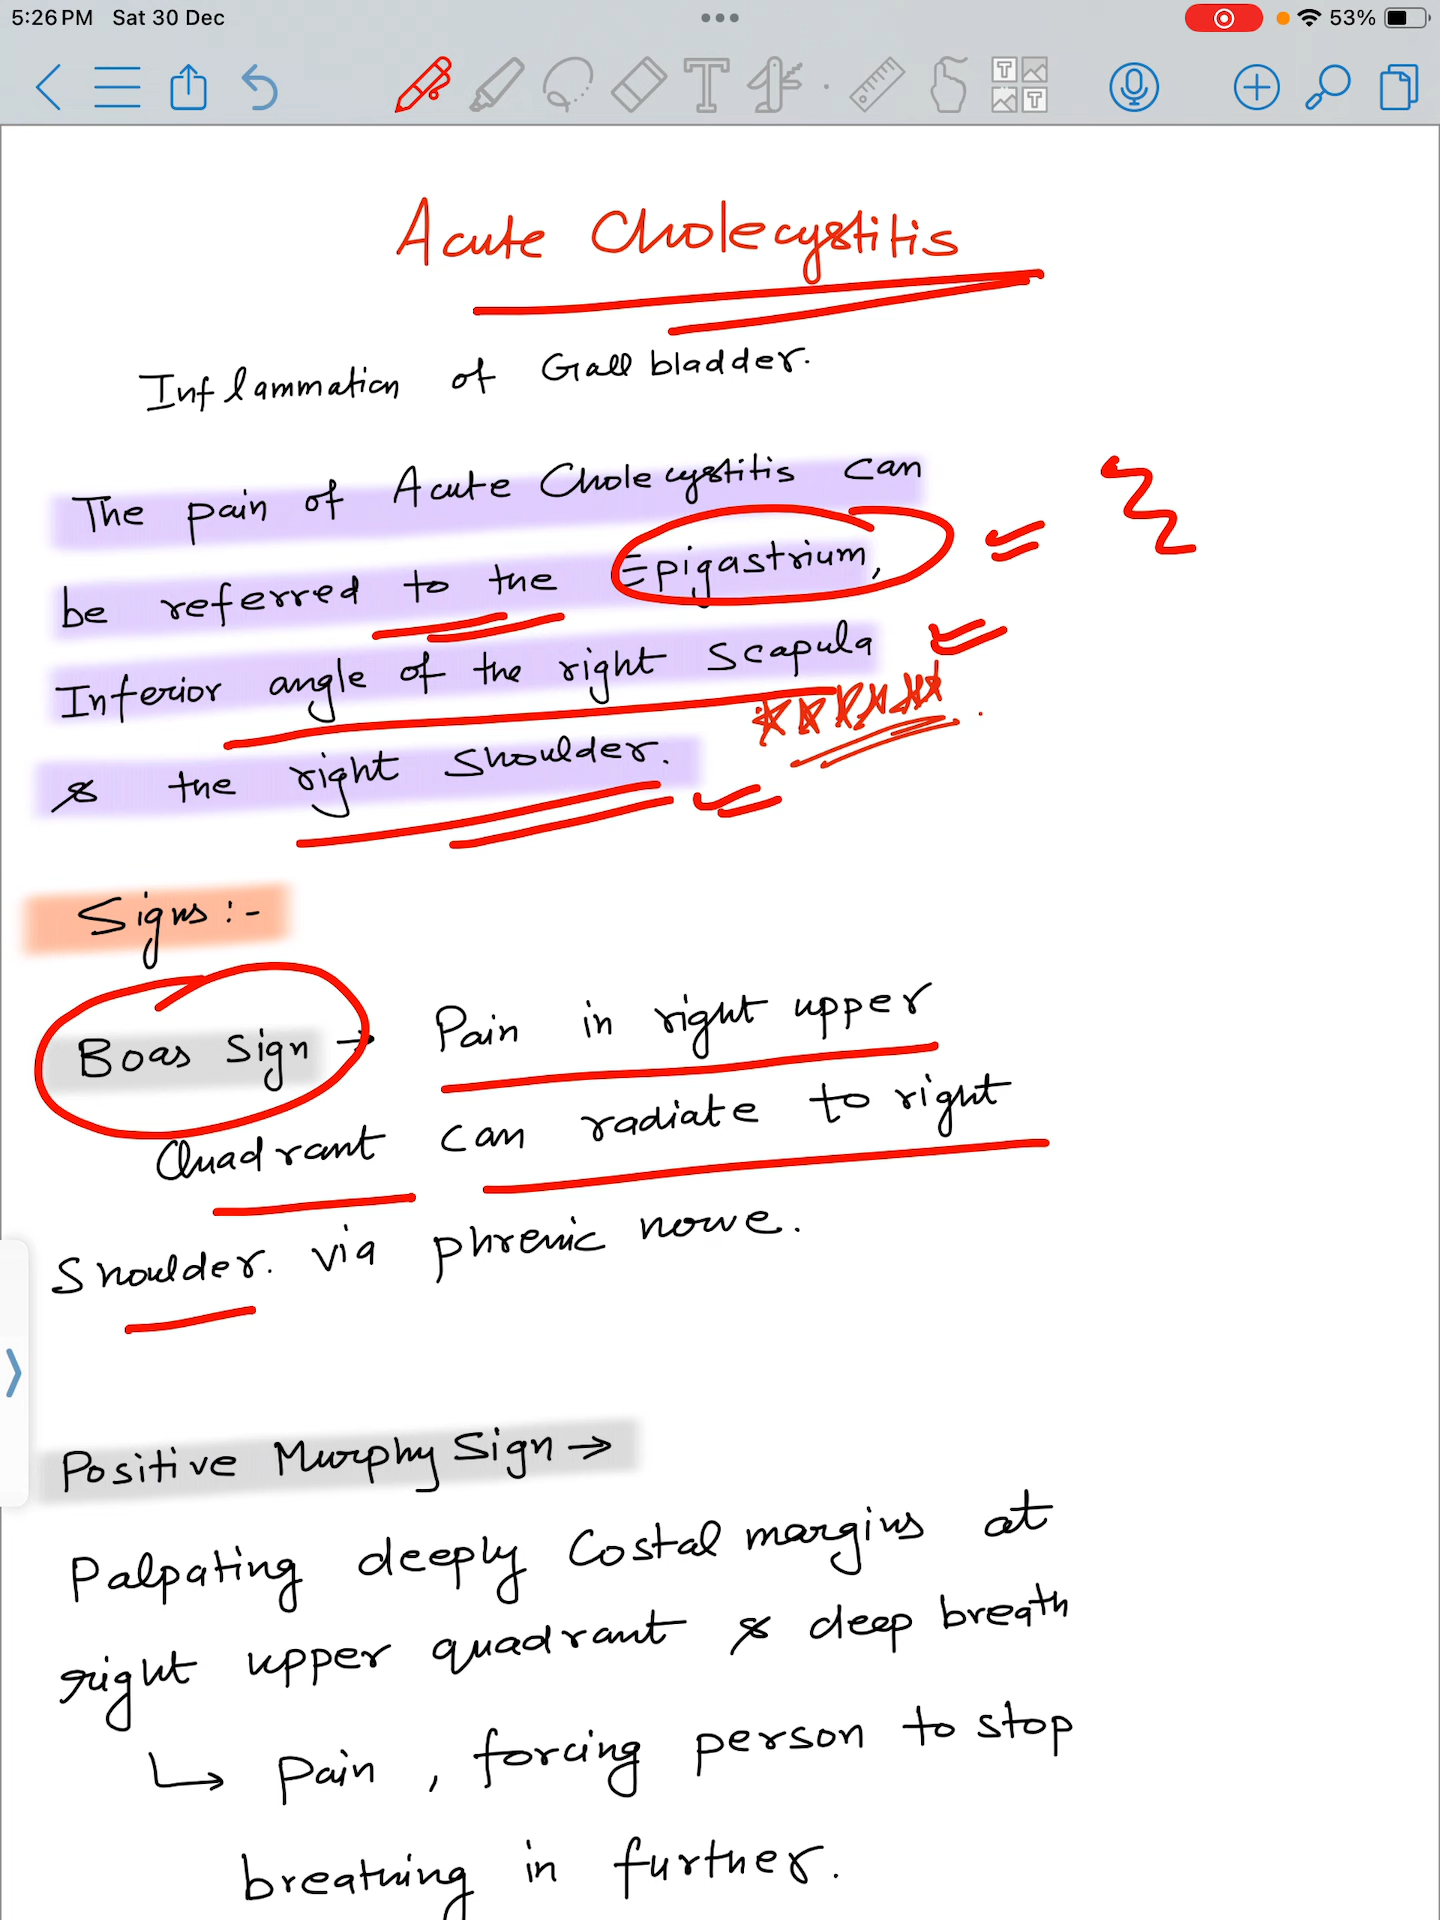 5:26 PM Sat 30 Dec
53%
Acute Cholecystitis
Inflammation of Gall bladder.
The pain of Acute Cholecystitis can
be referred to the Epigastrium,
Inferior angle of the right scapula
& the right shoulder.
Signs :-
Boas Sign → Pain in right upper
Quadrant can radiate to right
Shoulder. via phrenic nerve.
Positive Murphy Sign →
Palpating deeply Costal margins at
right upper quadrant & deep breath
↳ Pain, forcing person to stop
breathing in further.